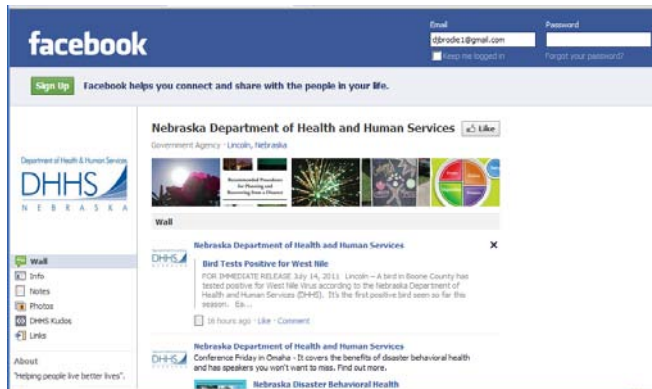 facebook
Email
Password
djbrodie1@gmail.com
Keep me logged in
Forgot your password?
Sign Up
Facebook helps you connect and share with the people in your life.
Department of Health & Human Services
DHHS
NEBRASKA
Nebraska Department of Health and Human Services
Like
Government Agency · Lincoln, Nebraska
Recommended Procedures
for Planning and
Recovering from a Disaster
Wall
Wall
Info
Notes
Photos
DHHS Kudos
Links
About
"Helping people live better lives".
Nebraska Department of Health and Human Services
Bird Tests Positive for West Nile
FOR IMMEDIATE RELEASE July 14, 2011 Lincoln – A bird in Boone County has
tested positive for West Nile Virus according to the Nebraska Department of
Health and Human Services (DHHS). It's the first positive bird seen so far this
season. Ea...
16 hours ago · Like · Comment
Nebraska Department of Health and Human Services
Conference Friday in Omaha - It covers the benefits of disaster behavioral health
and has speakers you won't want to miss. Find out more.
Nebraska Disaster Behavioral Health